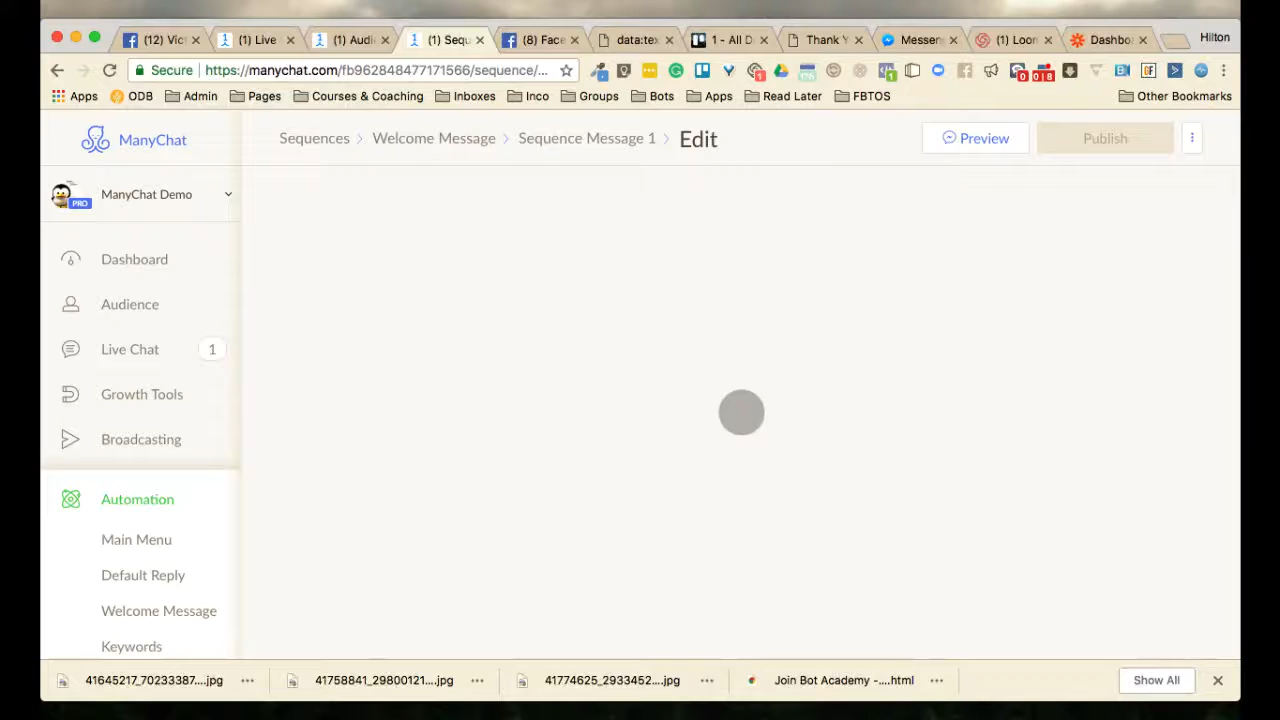 (12) Vic
(1) Live
(1) Audi
(1) Sequ
(8) Face
data:tex
1 - All D
Thank Y
Messen
(1) Loon
Dashbo
Hilton
Secure
https://manychat.com/fb962848477171566/sequence/...
Apps
ODB
Admin
Pages
Courses & Coaching
Inboxes
Inco
Groups
Bots
Apps
Read Later
FBTOS
Other Bookmarks
ManyChat
Sequences > Welcome Message > Sequence Message 1 > Edit
Preview
Publish
PRO
ManyChat Demo
Dashboard
Audience
Live Chat 1
Growth Tools
Broadcasting
Automation
Main Menu
Default Reply
Welcome Message
Keywords
41645217_70233387....jpg
41758841_29800121....jpg
41774625_2933452....jpg
Join Bot Academy -....html
Show All